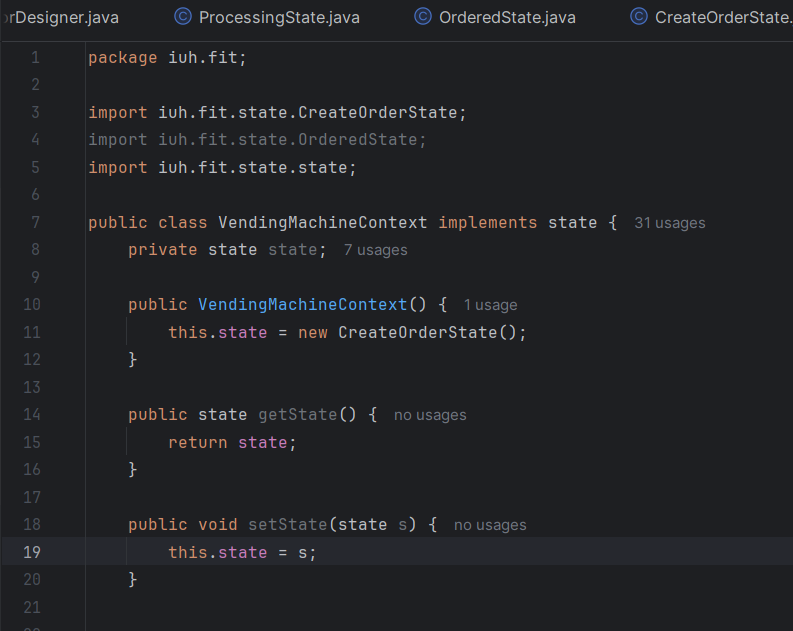 rDesigner.java ProcessingState.java OrderedState.java CreateOrderState.
1 package iuh.fit;
2
3 import iuh.fit.state.CreateOrderState;
4 import iuh.fit.state.OrderedState;
5 import iuh.fit.state.state;
6
7 public class VendingMachineContext implements state { 31 usages
8 private state state; 7 usages
9
10 public VendingMachineContext() { 1 usage
11 this.state = new CreateOrderState();
12 }
13
14 public state getState() { no usages
15 return state;
16 }
17
18 public void setState(state s) { no usages
19 this.state = s;
20 }
21